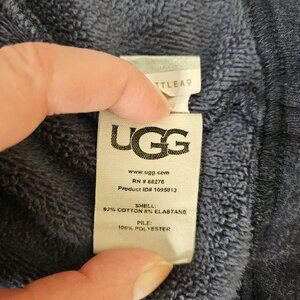 UGG
www.ugg.com
RN # 88276
Product ID# 1095613
SHELL:
92% COTTON 8% ELASTANE
PILE:
100% POLYESTER